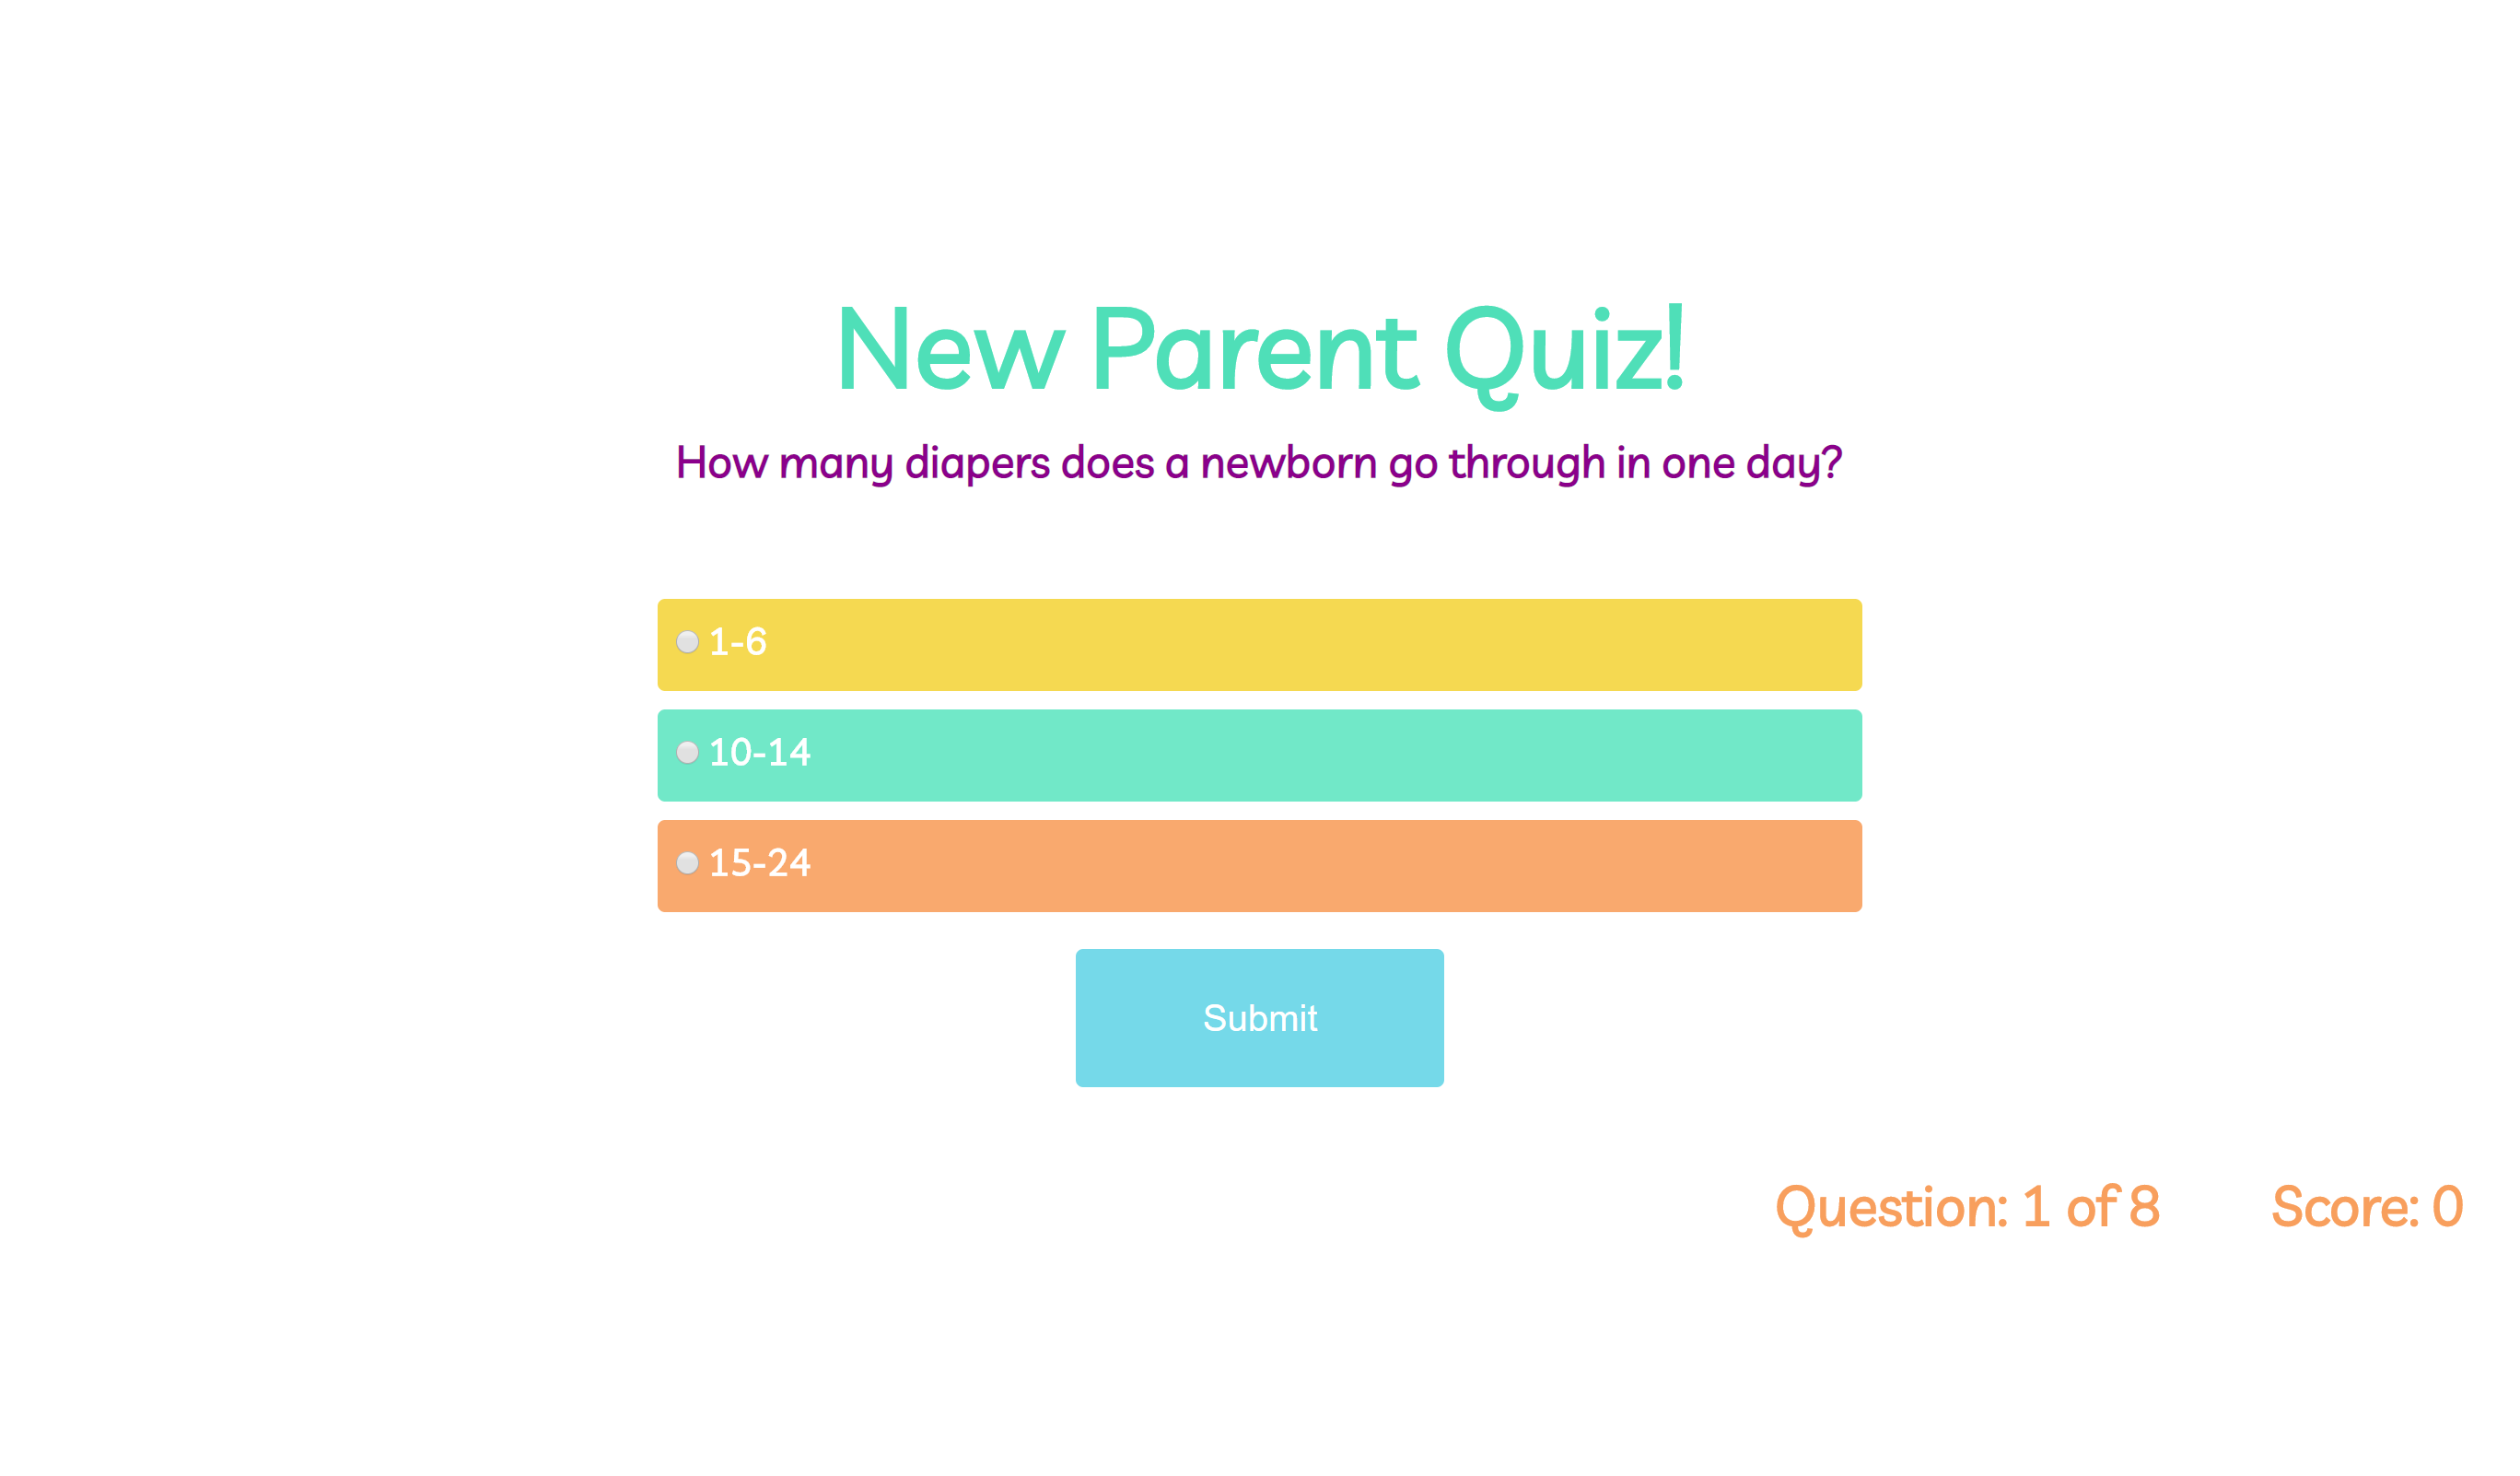 New Parent Quiz!
How many diapers does a newborn go through in one day?
1-6
10-14
15-24
Submit
Question: 1 of 8 Score: 0